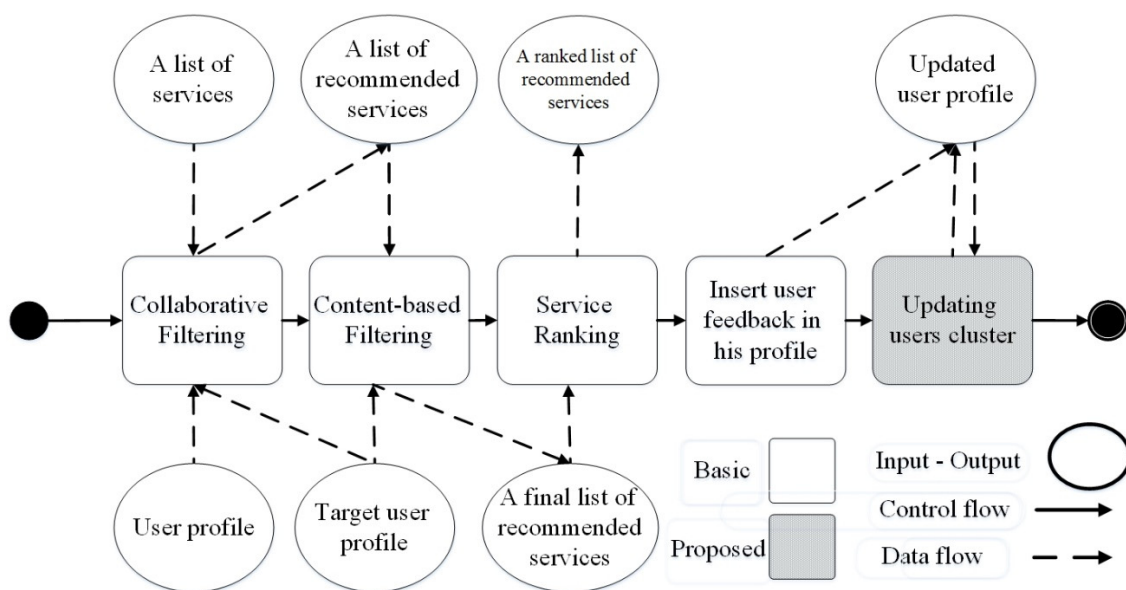 A list of
services
A list of
recommended
services
A ranked list of
recommended
services
Updated
user profile
Collaborative
Filtering
Content-based
Filtering
Service
Ranking
Insert user
feedback in
his profile
Updating
users cluster
User profile
Target user
profile
A final list of
recommended
services
Basic
Proposed
Input - Output
Control flow
Data flow